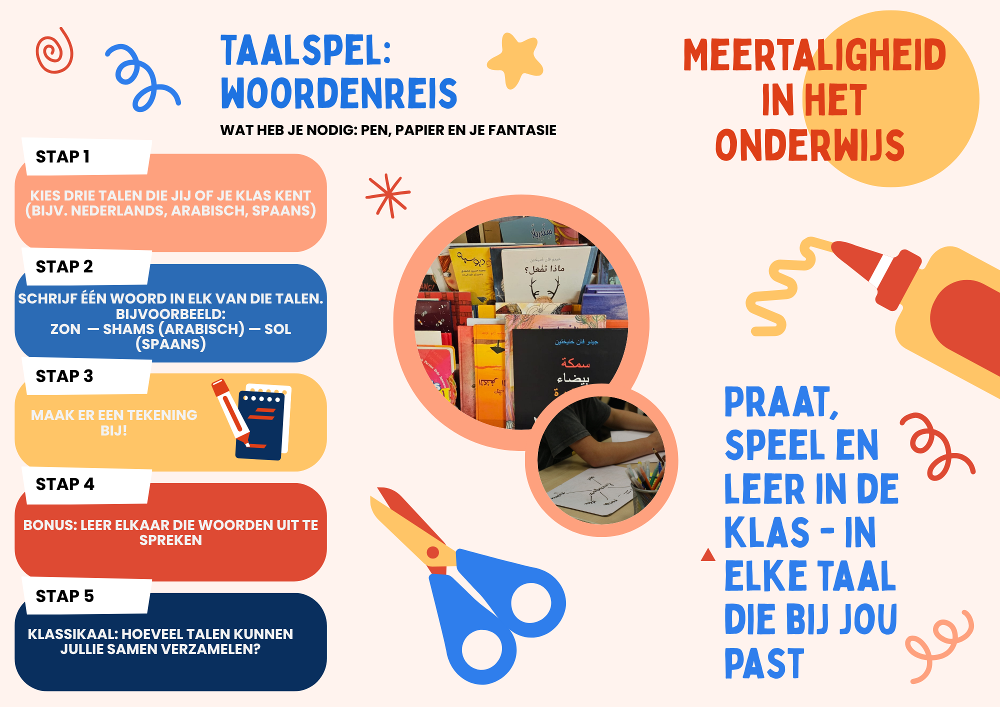 TAALSPEL:
WOORDENREIS
WAT HEB JE NODIG: PEN, PAPIER EN JE FANTASIE
STAP 1
KIES DRIE TALEN DIE JIJ OF JE KLAS KENT
(BIJV. NEDERLANDS, ARABISCH, SPAANS)
STAP 2
SCHRIJF ÉÉN WOORD IN ELK VAN DIE TALEN.
BIJVOORBEELD:
ZON — SHAMS (ARABISCH) — SOL
(SPAANS)
STAP 3
MAAK ER EEN TEKENING
BIJ!
STAP 4
BONUS: LEER ELKAAR DIE WOORDEN UIT TE
SPREKEN
STAP 5
KLASSIKAAL: HOEVEEL TALEN KUNNEN
JULLIE SAMEN VERZAMELEN?
سندريلا
ماذا تَفْعَل؟
جيدو فان خنيختين
سمكة
بيضاء
MEERTALIGHEID
IN HET
ONDERWIJS
PRAAT,
SPEEL EN
LEER IN DE
KLAS - IN
ELKE TAAL
DIE BIJ JOU
PAST